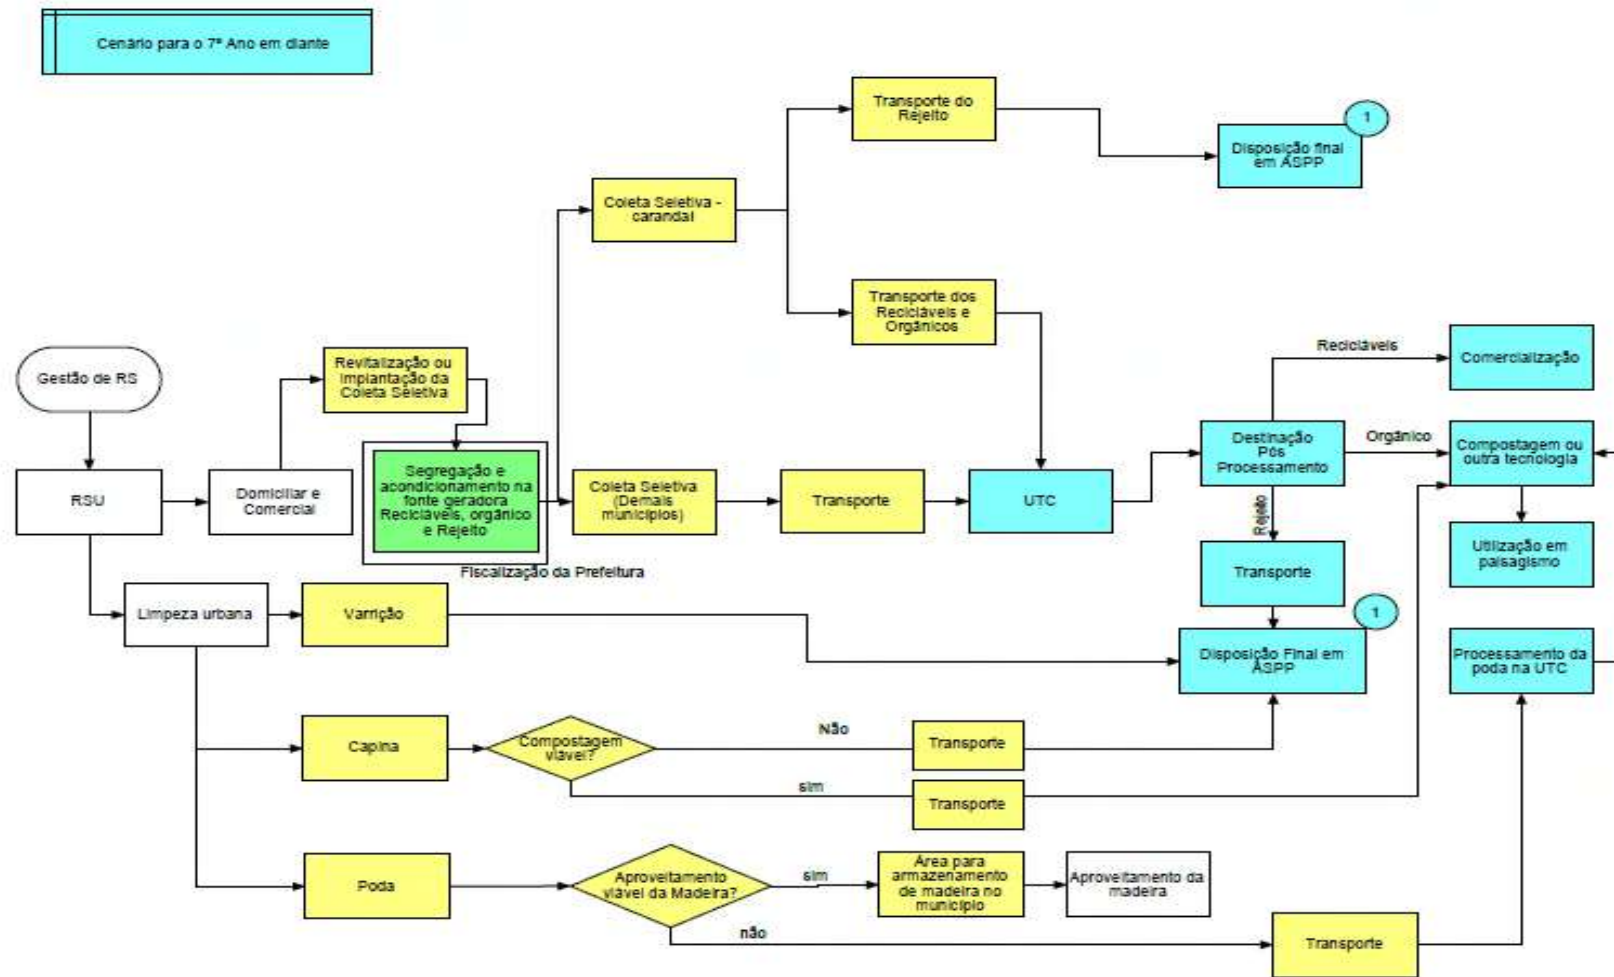 Cenário para o 7º Ano em diante
Transporte do
Rejeito
1
Disposição final
em ASPP
Coleta Seletiva -
carandaí
Transporte dos
Recicláveis e
Orgânicos
Recicláveis
Comercialização
Gestão de RS
Revitalização ou
Implantação da
Coleta Seletiva
Destinação
Pós
Processamento
Orgânico
Compostagem ou
outra tecnologia
RSU
Domiciliar e
Comercial
Segregação e
acondicionamento na
fonte geradora
Recicláveis, orgânico
e Rejeito
Coleta Seletiva
(Demais
municípios)
Transporte
UTC
Rejeito
Utilização em
paisagismo
Fiscalização da Prefeitura
Transporte
Limpeza urbana
Varrição
1
Disposição Final em
ASPP
Processamento da
poda na UTC
Capina
Compostagem
viável?
Não
Transporte
sim
Transporte
Poda
Aproveitamento
viável da Madeira?
sim
Área para
armazenamento
de madeira no
município
Aproveitamento da
madeira
não
Transporte